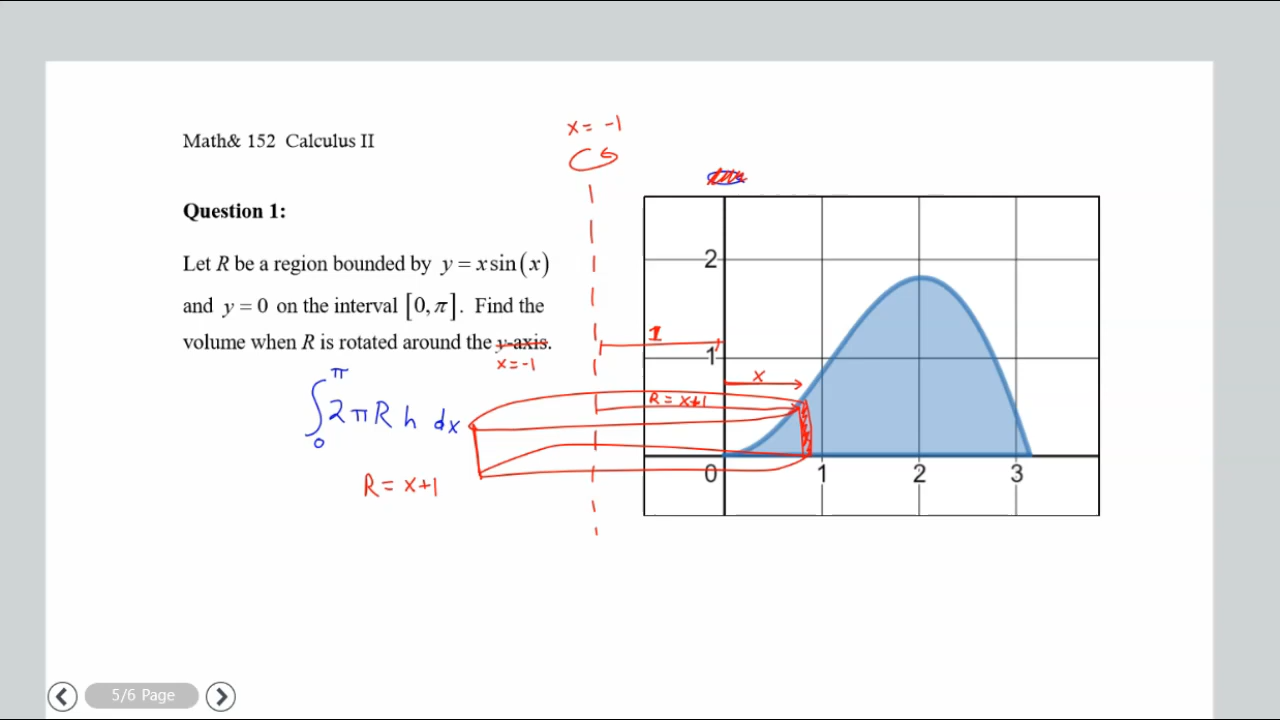 x = -1
Math& 152 Calculus II
Question 1:
Let R be a region bounded by y = x sin(x)
and y = 0 on the interval [0, π]. Find the
volume when R is rotated around the y-axis.
x = -1
∫₀^π 2πRh dx
R = x+1
1
x
R = x+1
2
1
0
1
2
3
5/6 Page